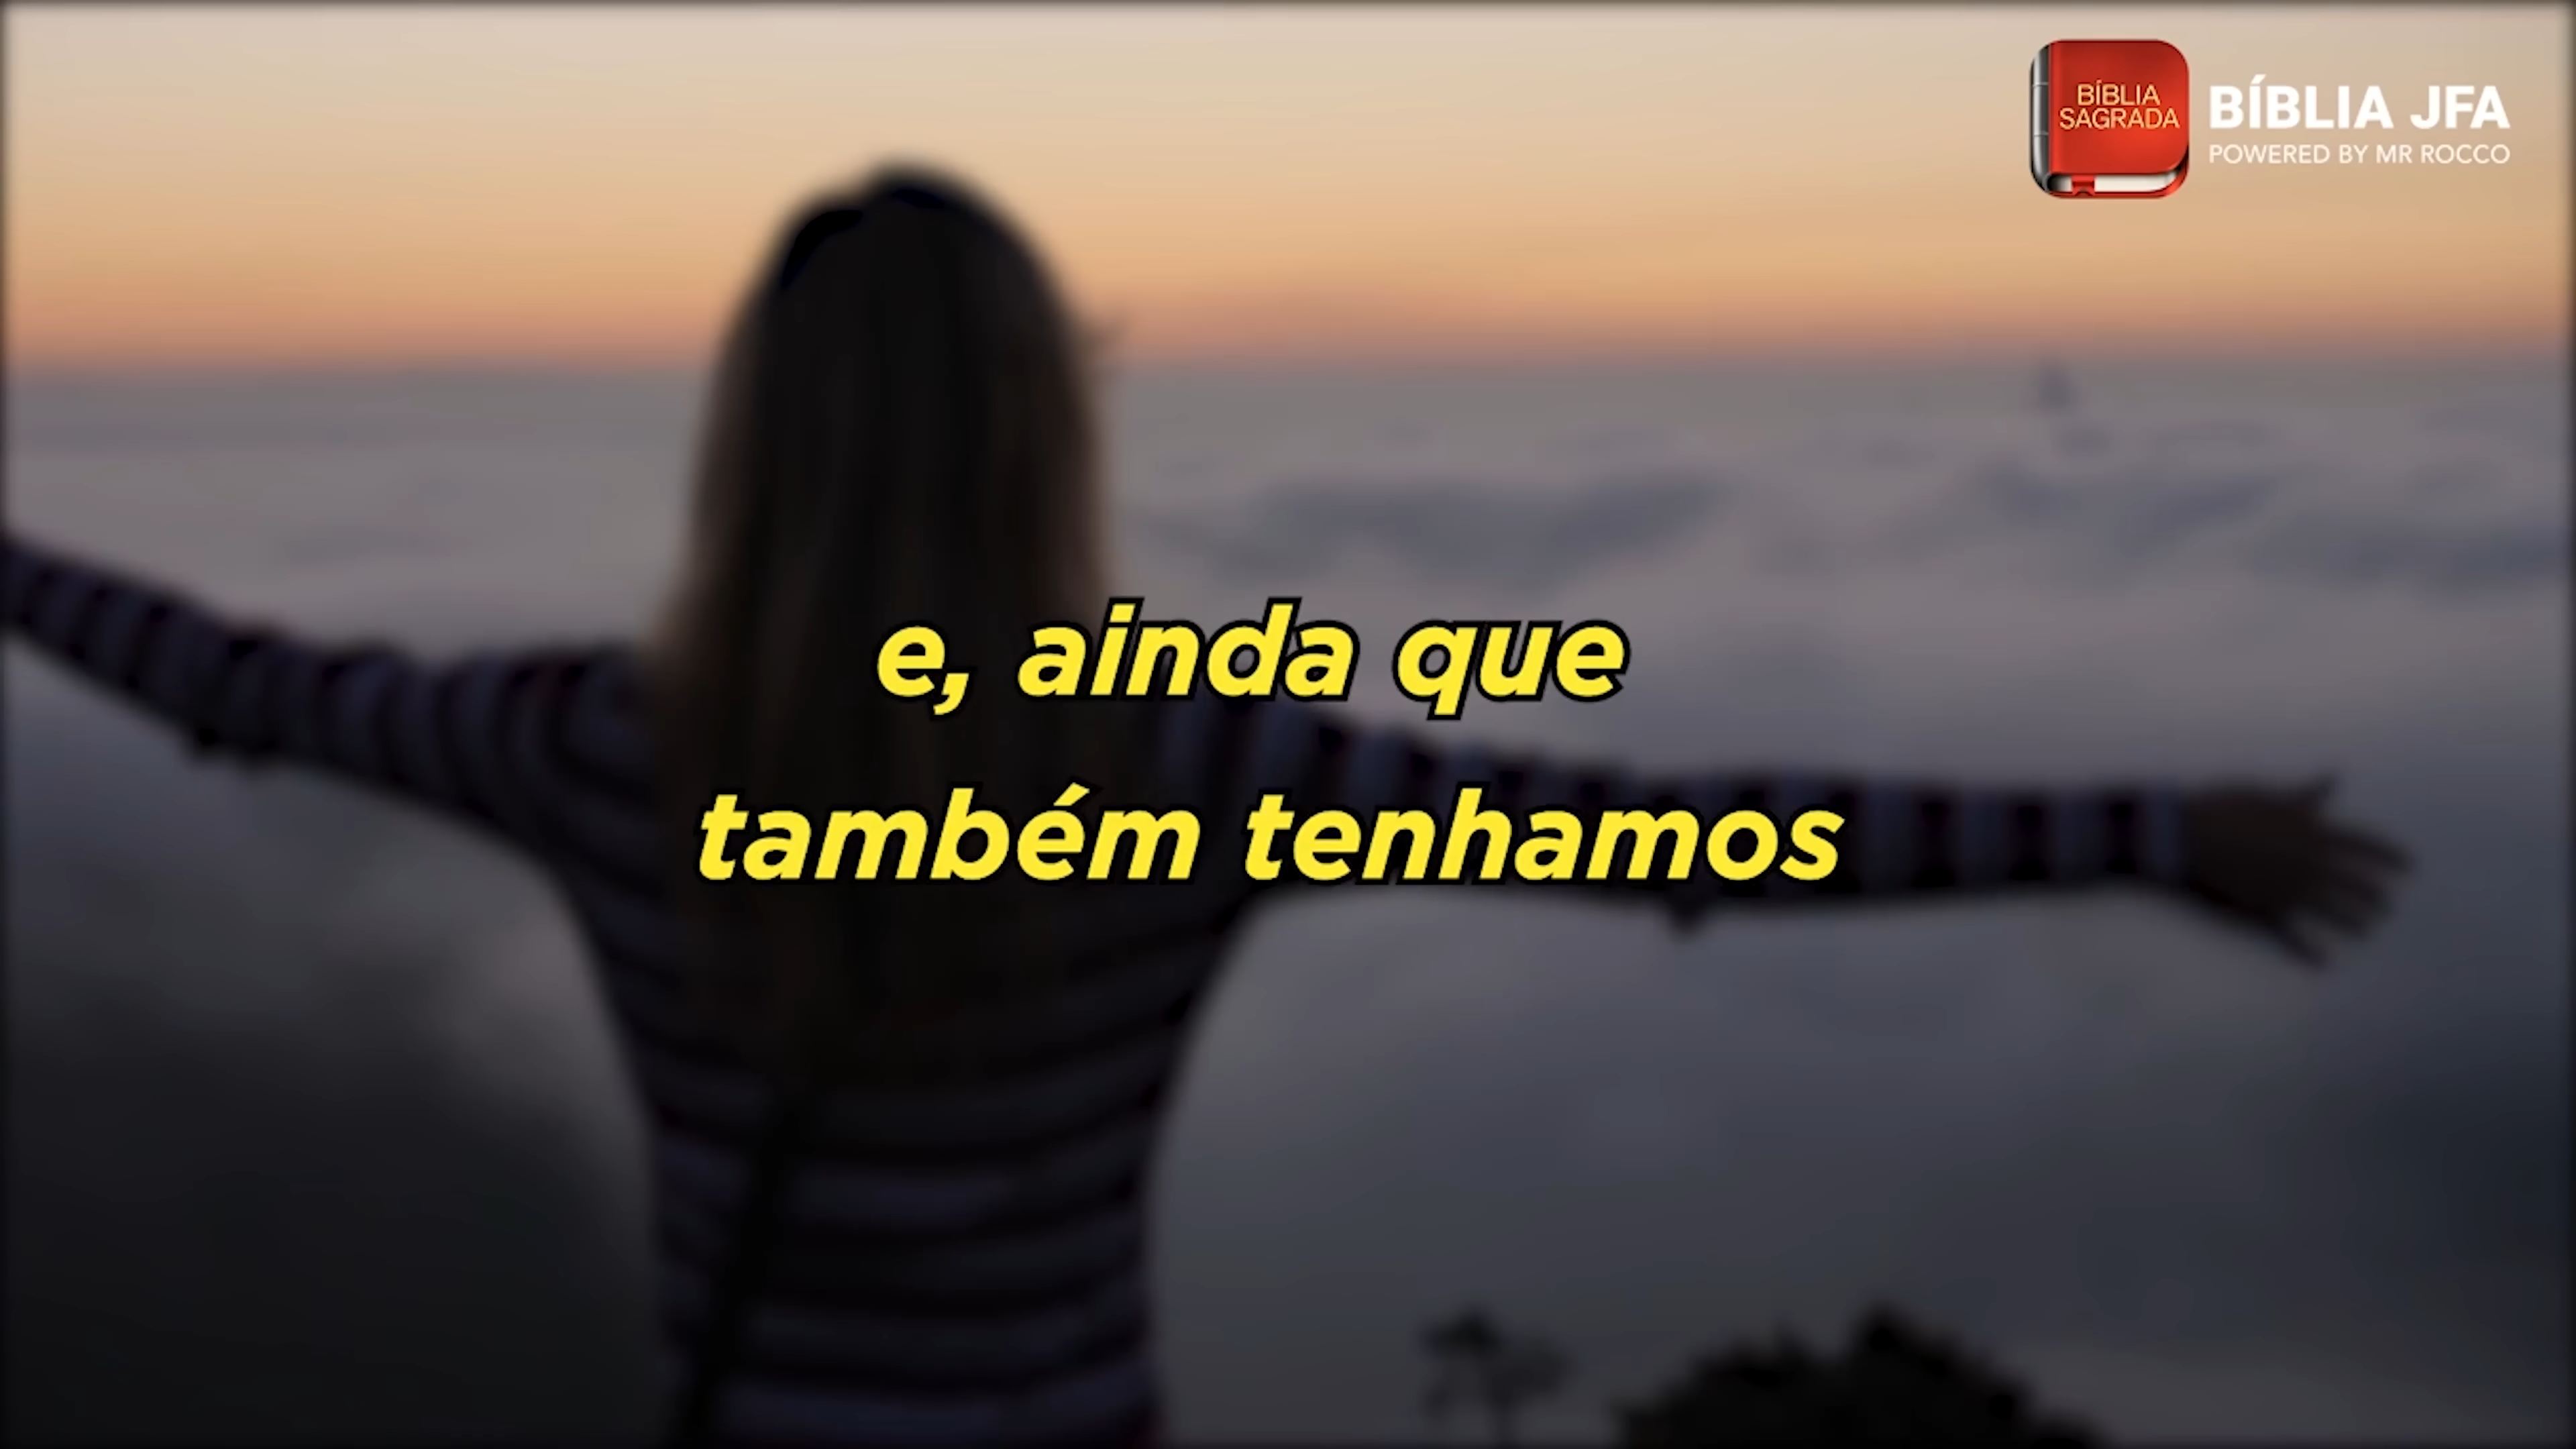 BÍBLIA
SAGRADA
BÍBLIA JFA
POWERED BY MR ROCCO
e, ainda que
também tenhamos